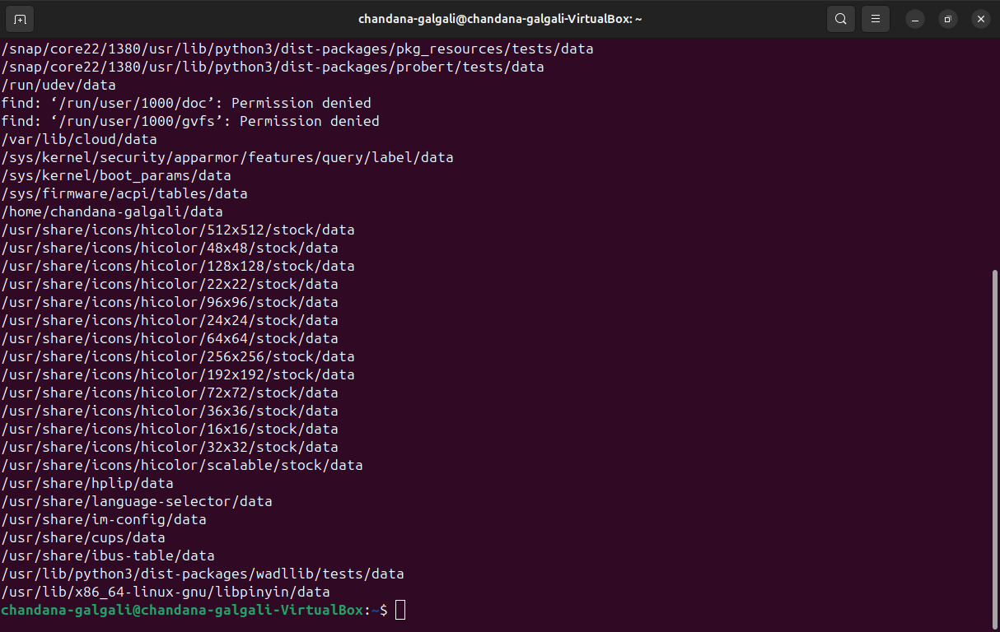 chandana-galgali@chandana-galgali-VirtualBox: ~
/snap/core22/1380/usr/lib/python3/dist-packages/pkg_resources/tests/data
/snap/core22/1380/usr/lib/python3/dist-packages/probert/tests/data
/run/udev/data
find: ‘/run/user/1000/doc’: Permission denied
find: ‘/run/user/1000/gvfs’: Permission denied
/var/lib/cloud/data
/sys/kernel/security/apparmor/features/query/label/data
/sys/kernel/boot_params/data
/sys/firmware/acpi/tables/data
/home/chandana-galgali/data
/usr/share/icons/hicolor/512x512/stock/data
/usr/share/icons/hicolor/48x48/stock/data
/usr/share/icons/hicolor/128x128/stock/data
/usr/share/icons/hicolor/22x22/stock/data
/usr/share/icons/hicolor/96x96/stock/data
/usr/share/icons/hicolor/24x24/stock/data
/usr/share/icons/hicolor/64x64/stock/data
/usr/share/icons/hicolor/256x256/stock/data
/usr/share/icons/hicolor/192x192/stock/data
/usr/share/icons/hicolor/72x72/stock/data
/usr/share/icons/hicolor/36x36/stock/data
/usr/share/icons/hicolor/16x16/stock/data
/usr/share/icons/hicolor/32x32/stock/data
/usr/share/icons/hicolor/scalable/stock/data
/usr/share/hplip/data
/usr/share/language-selector/data
/usr/share/im-config/data
/usr/share/cups/data
/usr/share/ibus-table/data
/usr/lib/python3/dist-packages/wadllib/tests/data
/usr/lib/x86_64-linux-gnu/libpinyin/data
chandana-galgali@chandana-galgali-VirtualBox:~$